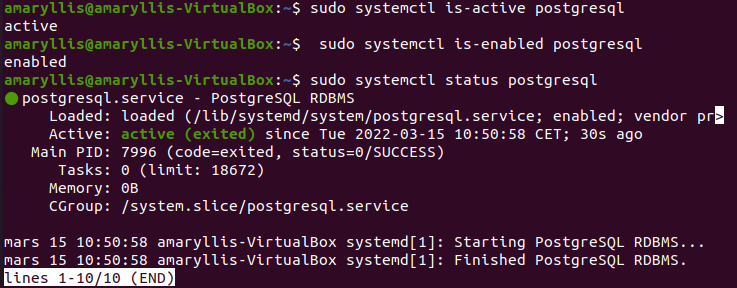 amaryllis@amaryllis-VirtualBox:~$ sudo systemctl is-active postgresql
active
amaryllis@amaryllis-VirtualBox:~$  sudo systemctl is-enabled postgresql
enabled
amaryllis@amaryllis-VirtualBox:~$ sudo systemctl status postgresql
● postgresql.service - PostgreSQL RDBMS
     Loaded: loaded (/lib/systemd/system/postgresql.service; enabled; vendor pr>
     Active: active (exited) since Tue 2022-03-15 10:50:58 CET; 30s ago
   Main PID: 7996 (code=exited, status=0/SUCCESS)
      Tasks: 0 (limit: 18672)
     Memory: 0B
     CGroup: /system.slice/postgresql.service
mars 15 10:50:58 amaryllis-VirtualBox systemd[1]: Starting PostgreSQL RDBMS...
mars 15 10:50:58 amaryllis-VirtualBox systemd[1]: Finished PostgreSQL RDBMS.
lines 1-10/10 (END)